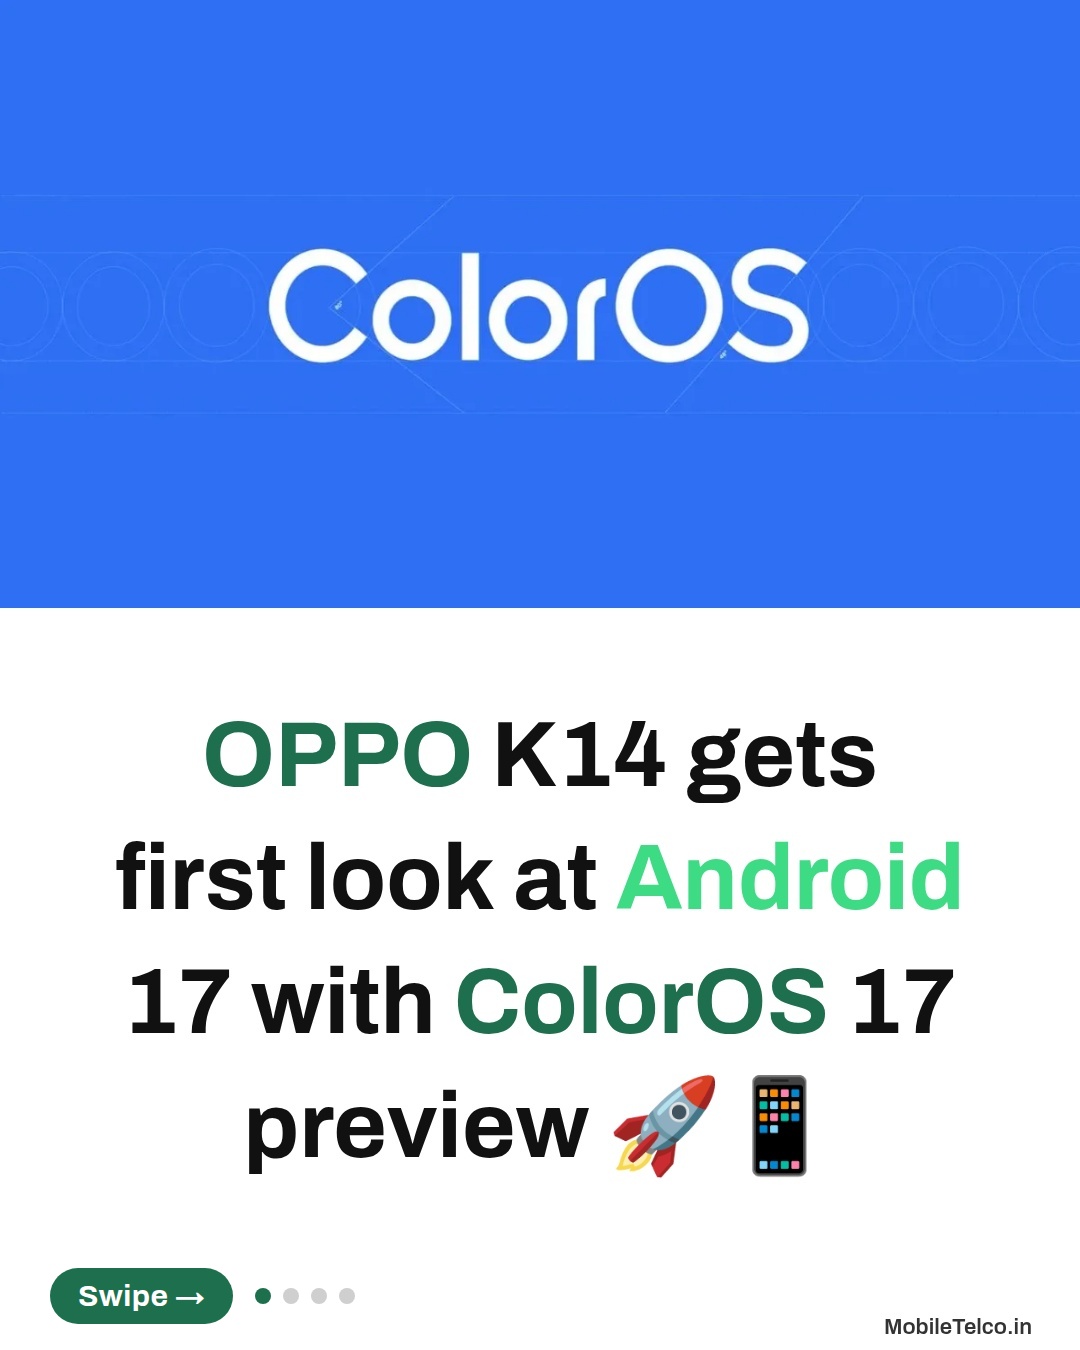 ColorOS
OPPO K14 gets
first look at Android
17 with ColorOS 17
preview 🚀 📱
Swipe →
MobileTelco.in